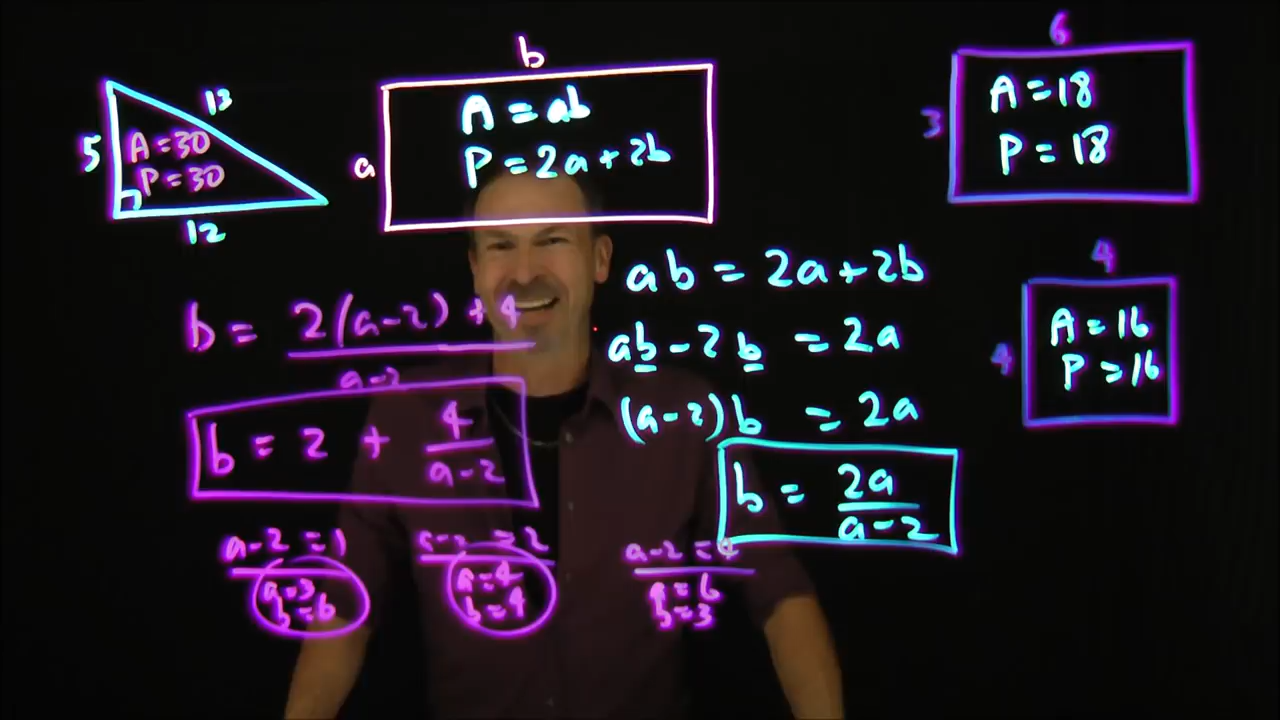 13
5
A = 30
P = 30
12
b
a
A = ab
P = 2a + 2b
6
3
A = 18
P = 18
4
4
A = 16
P = 16
ab = 2a + 2b
ab - 2b = 2a
(a-2)b = 2a
b = 2a / a-2
b = 2(a-2) + 4 / a-2
b = 2 + 4 / a-2
a-2 = 1
a=3
b=6
a-2 = 2
a=4
b=4
a-2 = 4
a=6
b=3